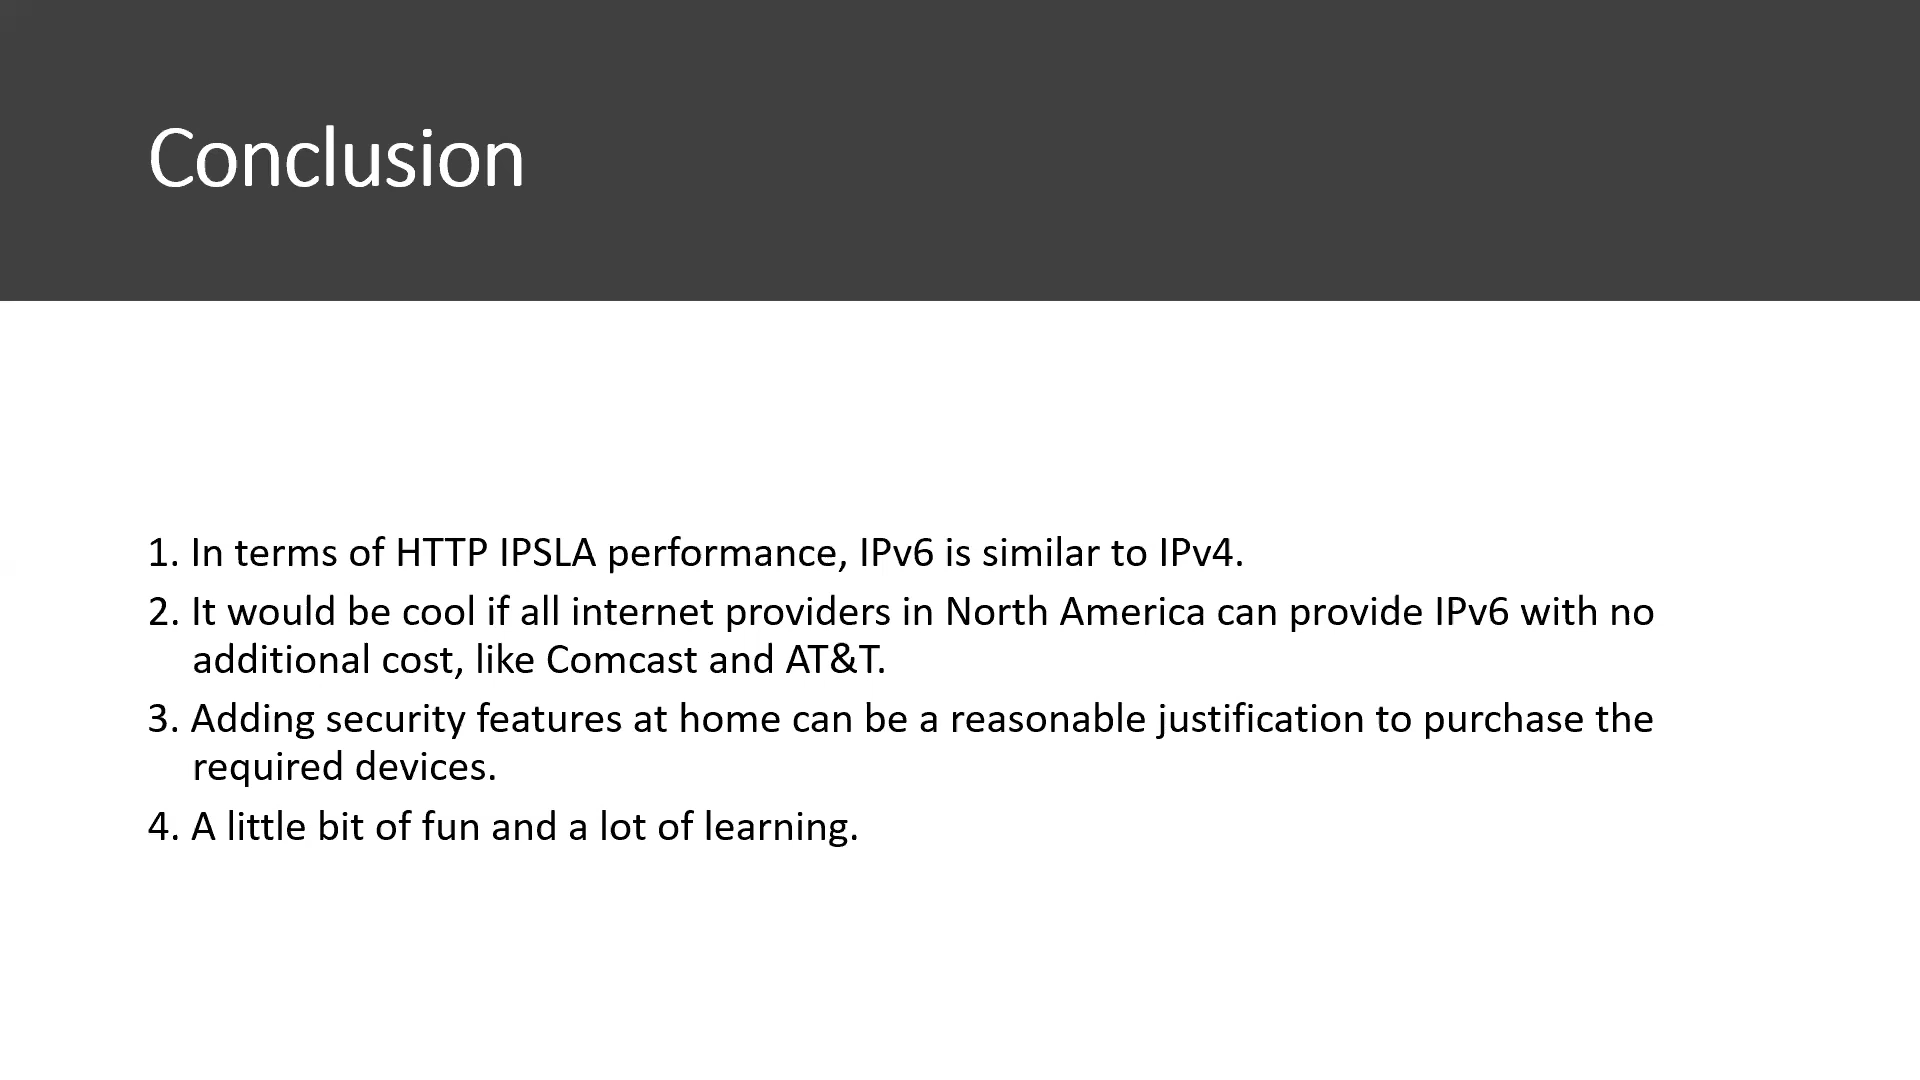 Conclusion
1. In terms of HTTP IPSLA performance, IPv6 is similar to IPv4.
2. It would be cool if all internet providers in North America can provide IPv6 with no
additional cost, like Comcast and AT&T.
3. Adding security features at home can be a reasonable justification to purchase the
required devices.
4. A little bit of fun and a lot of learning.